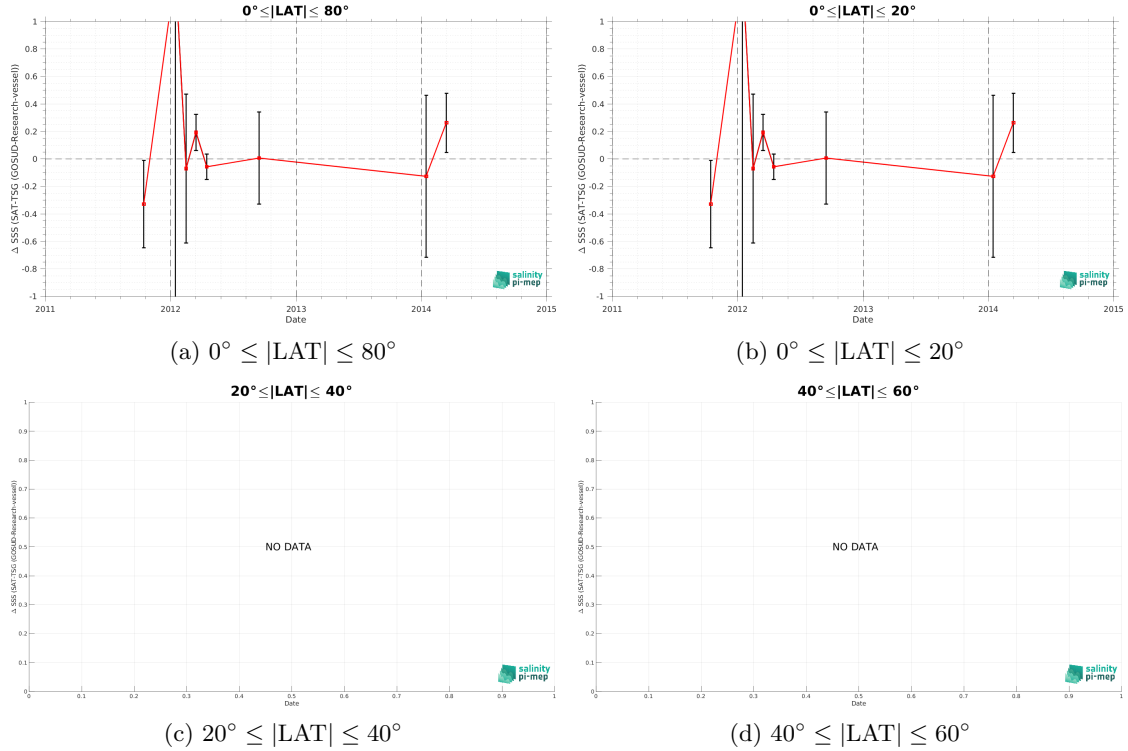 0°≤|LAT|≤ 80°
1
0.8
0.6
0.4
0.2
0
-0.2
-0.4
-0.6
-0.8
-1
Δ SSS (SAT-TSG (GOSUD-Research-vessel))
2011 2012 2013 2014 2015
Date
salinity
pi-mep
(a) 0° ≤ |LAT| ≤ 80°
0°≤|LAT|≤ 20°
1
0.8
0.6
0.4
0.2
0
-0.2
-0.4
-0.6
-0.8
-1
Δ SSS (SAT-TSG (GOSUD-Research-vessel))
2011 2012 2013 2014 2015
Date
salinity
pi-mep
(b) 0° ≤ |LAT| ≤ 20°
20°≤|LAT|≤ 40°
1
0.9
0.8
0.7
0.6
0.5
0.4
0.3
0.2
0.1
0
Δ SSS (SAT-TSG (GOSUD-Research-vessel))
NO DATA
0 0.1 0.2 0.3 0.4 0.5 0.6 0.7 0.8 0.9 1
Date
salinity
pi-mep
(c) 20° ≤ |LAT| ≤ 40°
40°≤|LAT|≤ 60°
1
0.9
0.8
0.7
0.6
0.5
0.4
0.3
0.2
0.1
0
Δ SSS (SAT-TSG (GOSUD-Research-vessel))
NO DATA
0 0.1 0.2 0.3 0.4 0.5 0.6 0.7 0.8 0.9 1
Date
salinity
pi-mep
(d) 40° ≤ |LAT| ≤ 60°